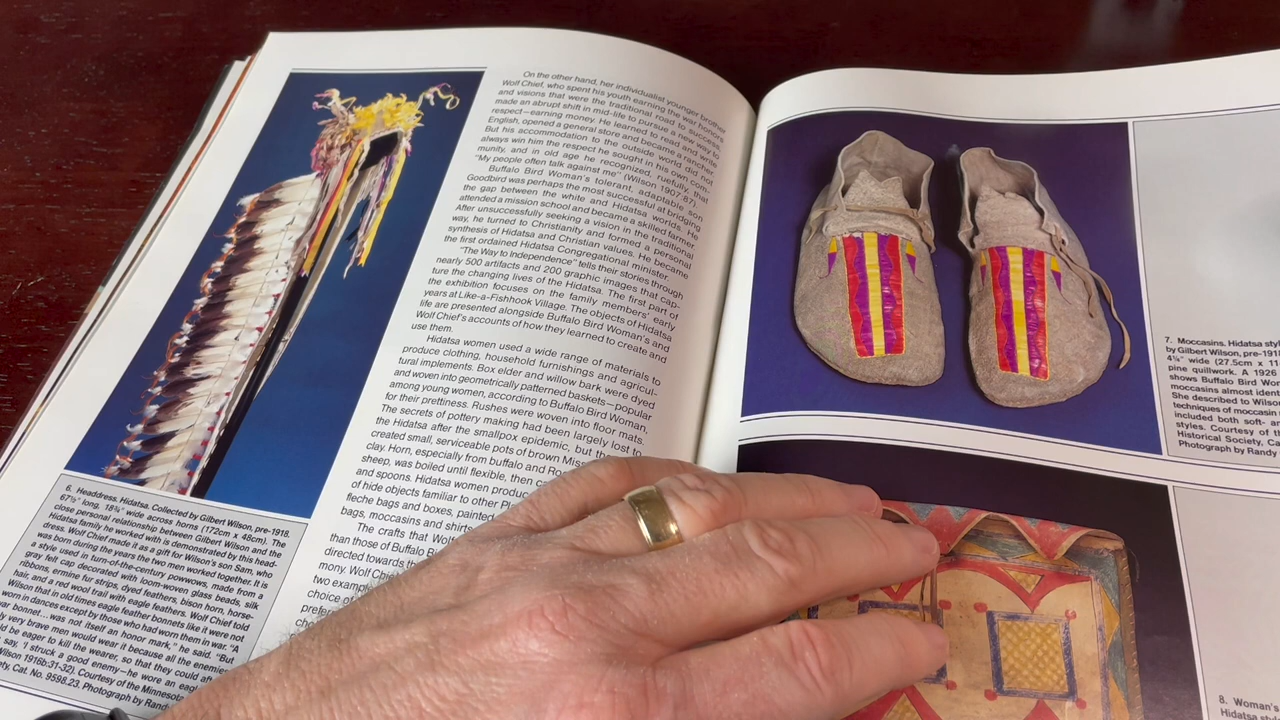 On the other hand, her individualist younger brother
Wolf Chief, who spent his youth earning the war honors
and visions that were the traditional road to success,
made an abrupt shift in mid-life to pursue a new way to
respect—earning money. He learned to read and write
English, opened a general store and became a rancher.
But his accommodation to the outside world did not
always win him the respect he sought in his own com-
munity, and in old age he recognized, ruefully, that
"My people often talk against me" (Wilson 1907:87).
Buffalo Bird Woman's tolerant, adaptable son
Goodbird was perhaps the most successful at bridging
the gap between the white and Hidatsa worlds. He
attended a mission school and became a skilled farmer.
After unsuccessfully seeking a vision in the traditional
way, he turned to Christianity and formed a personal
synthesis of Hidatsa and Christian values. He became
the first ordained Hidatsa Congregational minister.
"The Way to Independence" tells their stories through
nearly 500 artifacts and 200 graphic images that cap-
ture the changing lives of the Hidatsa. The first part of
the exhibition focuses on the family members' early
years at Like-a-Fishhook Village. The objects of Hidatsa
life are presented alongside Buffalo Bird Woman's and
Wolf Chief's accounts of how they learned to create and
use them.
Hidatsa women used a wide range of materials to
produce clothing, household furnishings and agricul-
tural implements. Box elder and willow bark were dyed
and woven into geometrically patterned baskets—popular
among young women, according to Buffalo Bird Woman,
for their prettiness. Rushes were woven into floor mats.
The secrets of pottery making had been largely lost to
the Hidatsa after the smallpox epidemic, but the
created small, serviceable pots of brown
clay. Horn, especially from buffalo and
sheep, was boiled until flexible, then
and spoons. Hidatsa women
of hide objects familiar to other
fleche bags and boxes, painted
bags, moccasins and shirts
The crafts that Wolf
than those of Buffalo
directed towards
mony. Wolf
two
choice
6. Headdress. Hidatsa. Collected by Gilbert Wilson, pre-1918.
67½" long, 18¾" wide across horns (172cm x 48cm). The
close personal relationship between Gilbert Wilson and the
Hidatsa family he worked with is demonstrated by this head-
dress. Wolf Chief made it as a gift for Wilson's son Sam, who
was born during the years the two men worked together. It is
a style used in turn-of-the-century powwows, made from a
gray felt cap decorated with loom-woven glass beads, silk
ribbons, ermine fur strips, dyed feathers, bison horn, horse-
hair, and a red wool trail with eagle feathers. Wolf Chief told
Wilson that in old times eagle feather bonnets like it were not
worn in dances except by those who had worn them in war. "A
war bonnet...was not itself an honor mark," he said. "But
very brave men would wear it because all the enemies
be eager to kill the wearer, so that they could
say, 'I struck a good enemy—he wore an
1916b:31-32). Courtesy of the Minnesota
Cat. No. 9598.23. Photograph by
7. Moccasins. Hidatsa
by Gilbert Wilson, pre-
4¼" wide (27.5cm x
pine quillwork. A 1926
shows Buffalo Bird
moccasins almost
She described to
techniques of moccasin
included both soft-
styles. Courtesy of
Historical Society,
Photograph by Randy
8. Woman's
Hidatsa